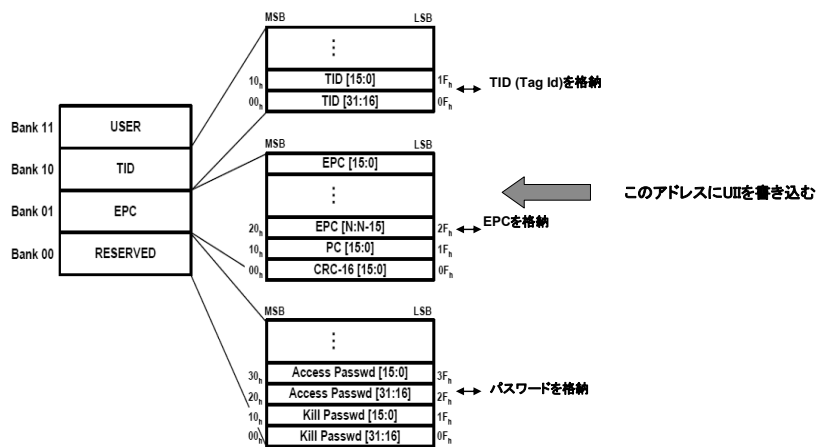 MSB LSB
⋮
10h TID [15:0] 1Fh
00h TID [31:16] 0Fh
TID (Tag Id)を格納
Bank 11 USER
Bank 10 TID
Bank 01 EPC
Bank 00 RESERVED
MSB LSB
EPC [15:0]
⋮
20h EPC [N:N-15] 2Fh
10h PC [15:0] 1Fh
00h CRC-16 [15:0] 0Fh
EPCを格納
このアドレスにUIIを書き込む
MSB LSB
⋮
30h Access Passwd [15:0] 3Fh
20h Access Passwd [31:16] 2Fh
10h Kill Passwd [15:0] 1Fh
00h Kill Passwd [31:16] 0Fh
パスワードを格納